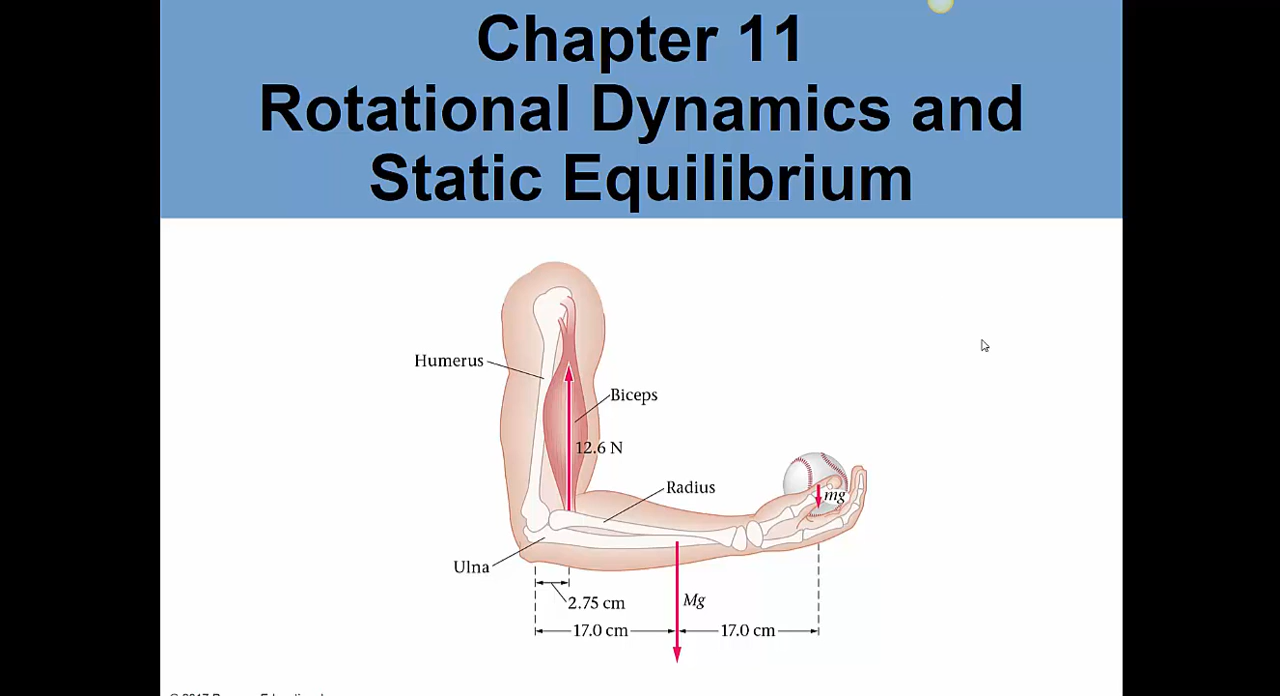 Chapter 11
Rotational Dynamics and
Static Equilibrium
Humerus
Biceps
12.6 N
Radius
mg
Ulna
2.75 cm
Mg
17.0 cm
17.0 cm